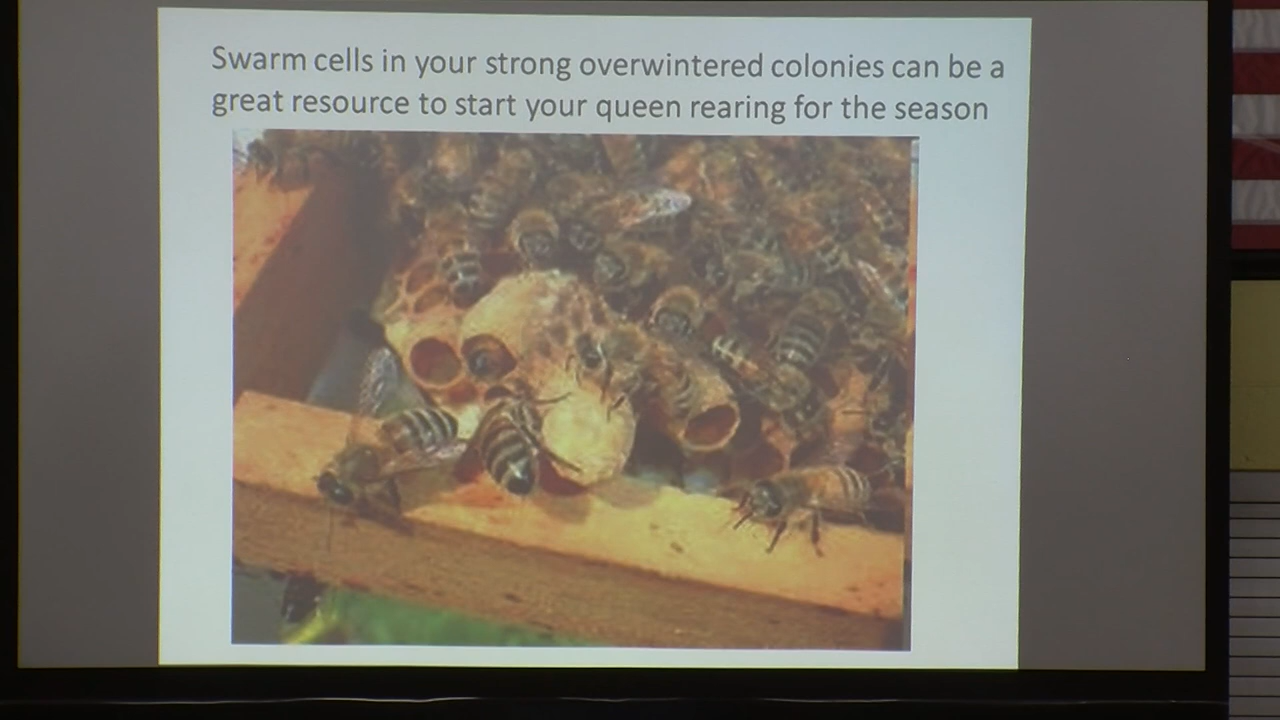 Swarm cells in your strong overwintered colonies can be a
great resource to start your queen rearing for the season